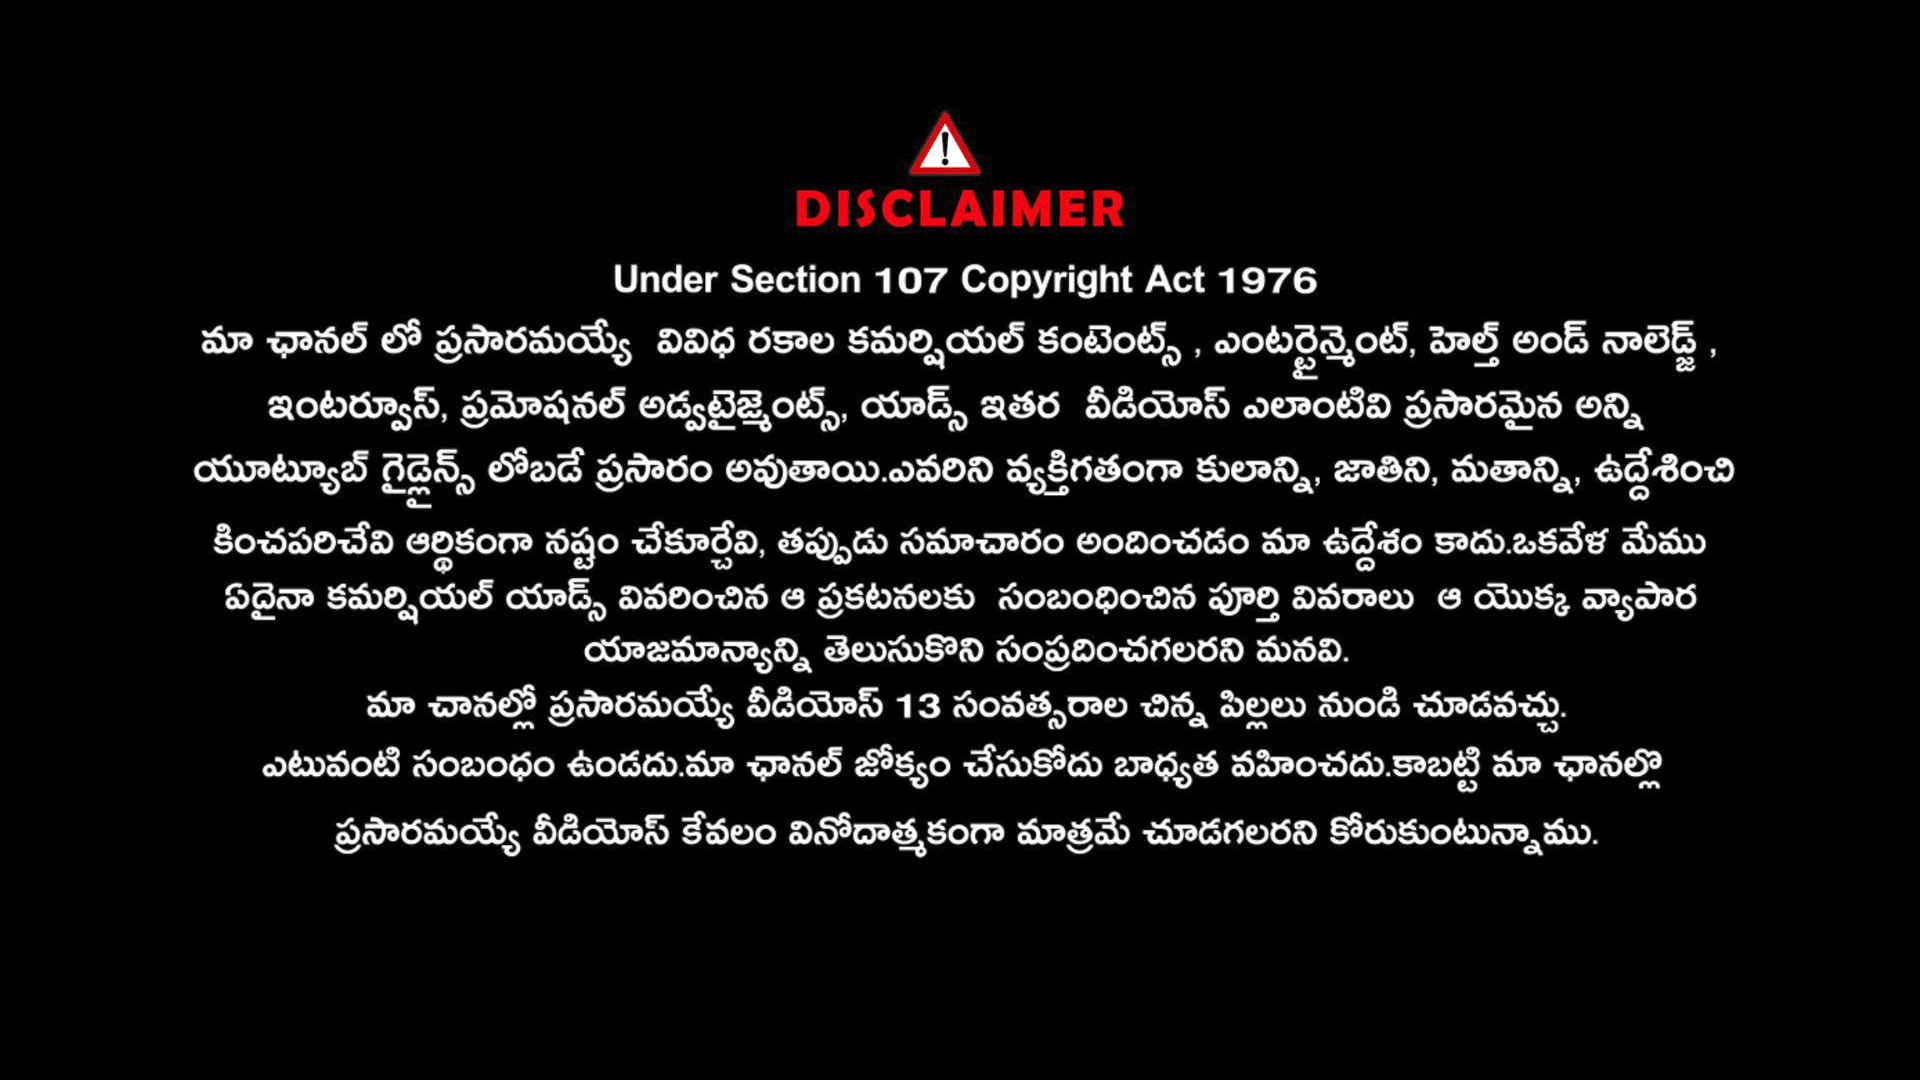 DISCLAIMER
Under Section 107 Copyright Act 1976
మా ఛానల్ లో ప్రసారమయ్యే వివిధ రకాల కమర్షియల్ కంటెంట్స్ , ఎంటర్టైన్మెంట్, హెల్త్ అండ్ నాలెడ్జ్ ,
ఇంటర్వ్యూస్, ప్రమోషనల్ అడ్వటైజ్మెంట్స్, యాడ్స్ ఇతర వీడియోస్ ఎలాంటివి ప్రసారమైన అన్ని
యూట్యూబ్ గైడ్లైన్స్ లోబడే ప్రసారం అవుతాయి.ఎవరిని వ్యక్తిగతంగా కులాన్ని, జాతిని, మతాన్ని, ఉద్దేశించి
కించపరిచేవి ఆర్థికంగా నష్టం చేకూర్చేవి, తప్పుడు సమాచారం అందించడం మా ఉద్దేశం కాదు.ఒకవేళ మేము
ఏదైనా కమర్షియల్ యాడ్స్ వివరించిన ఆ ప్రకటనలకు సంబంధించిన పూర్తి వివరాలు ఆ యొక్క వ్యాపార
యాజమాన్యాన్ని తెలుసుకొని సంప్రదించగలరని మనవి.
మా చానల్లో ప్రసారమయ్యే వీడియోస్ 13 సంవత్సరాల చిన్న పిల్లలు నుండి చూడవచ్చు.
ఎటువంటి సంబంధం ఉండదు.మా ఛానల్ జోక్యం చేసుకోదు బాధ్యత వహించదు.కాబట్టి మా ఛానల్లొ
ప్రసారమయ్యే వీడియోస్ కేవలం వినోదాత్మకంగా మాత్రమే చూడగలరని కోరుకుంటున్నాము.